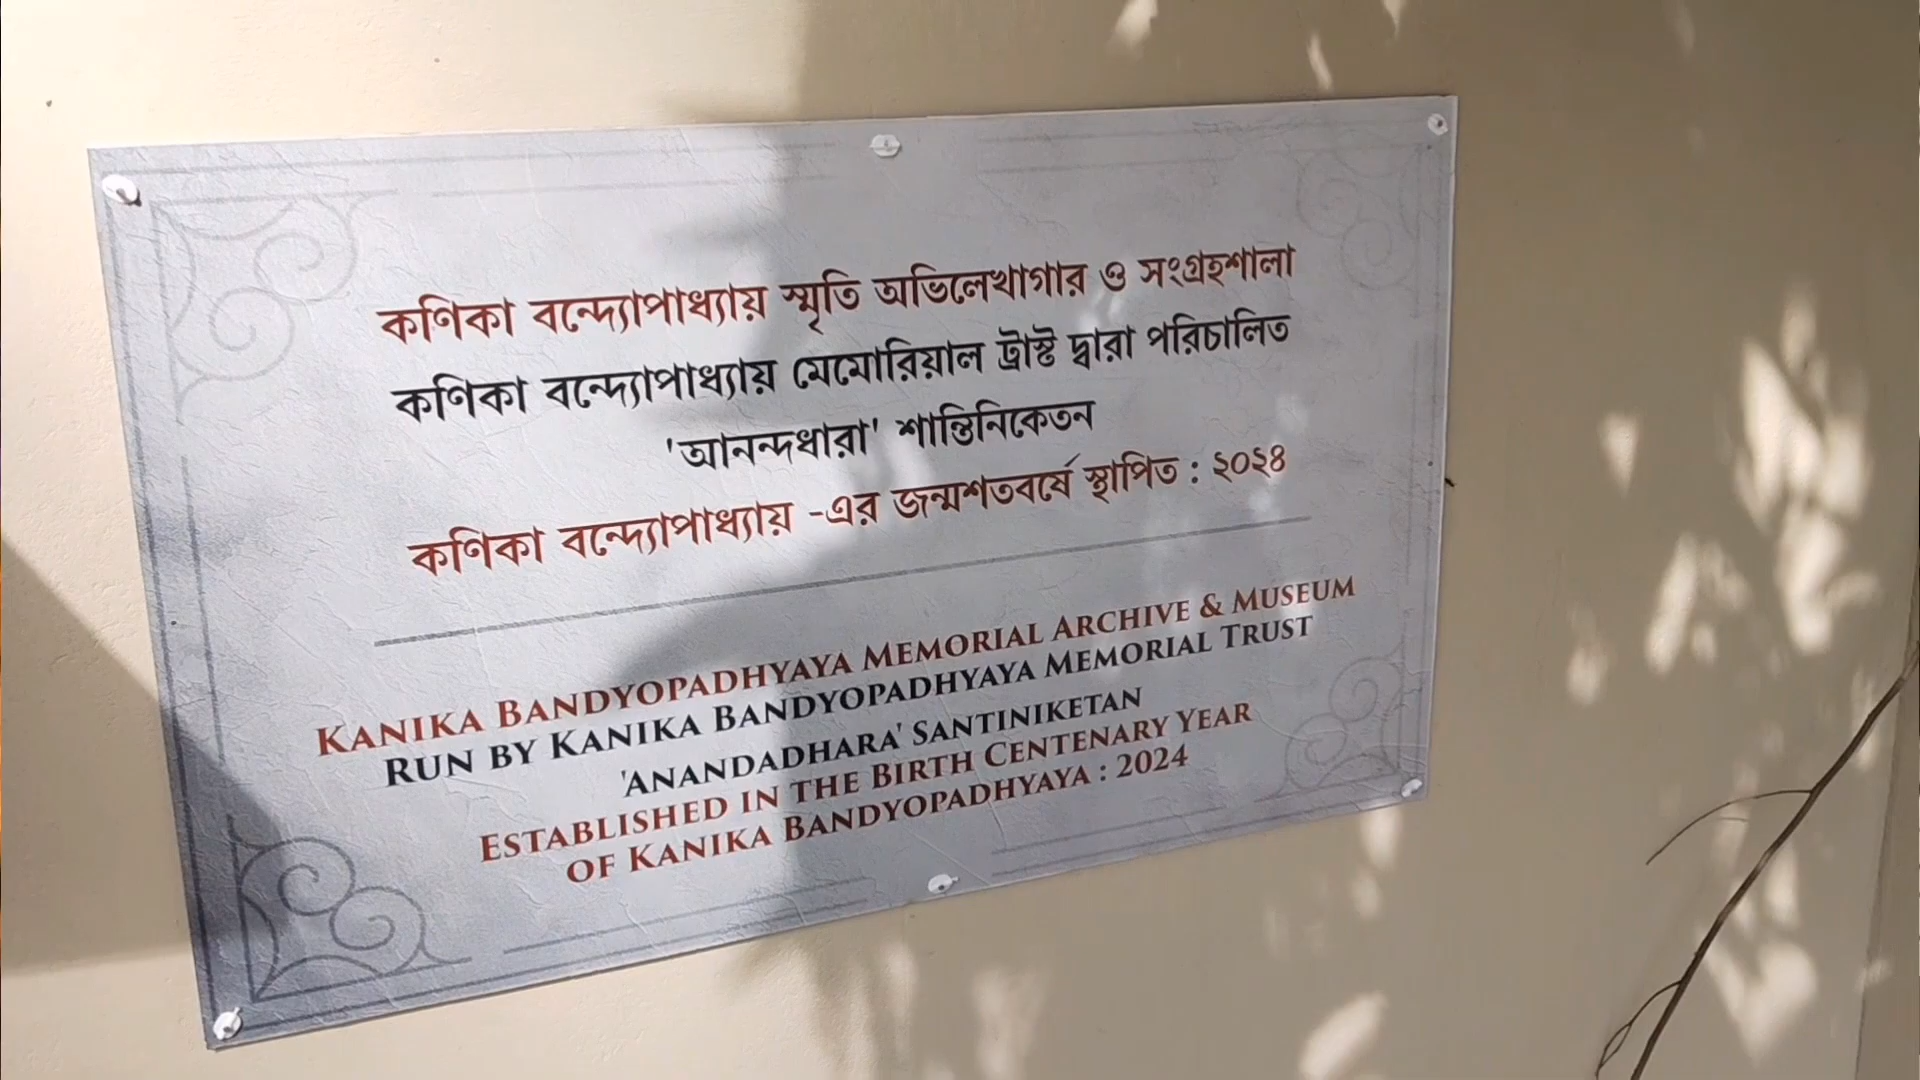 কণিকা বন্দ্যোপাধ্যায় স্মৃতি অভিলেখাগার ও সংগ্রহশালা
কণিকা বন্দ্যোপাধ্যায় মেমোরিয়াল ট্রাস্ট দ্বারা পরিচালিত
'আনন্দধারা' শান্তিনিকেতন
কণিকা বন্দ্যোপাধ্যায় -এর জন্মশতবর্ষে স্থাপিত : ২০২৪
KANIKA BANDYOPADHYAYA MEMORIAL ARCHIVE & MUSEUM
RUN BY KANIKA BANDYOPADHYAYA MEMORIAL TRUST
'ANANDADHARA' SANTINIKETAN
ESTABLISHED IN THE BIRTH CENTENARY YEAR
OF KANIKA BANDYOPADHYAYA : 2024